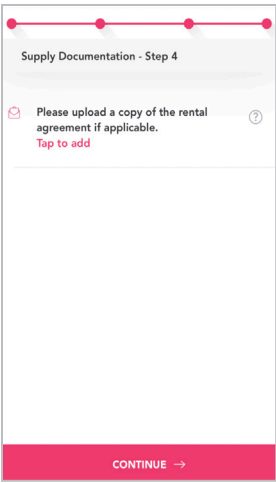 Supply Documentation - Step 4
Please upload a copy of the rental
agreement if applicable.
Tap to add
?
CONTINUE →